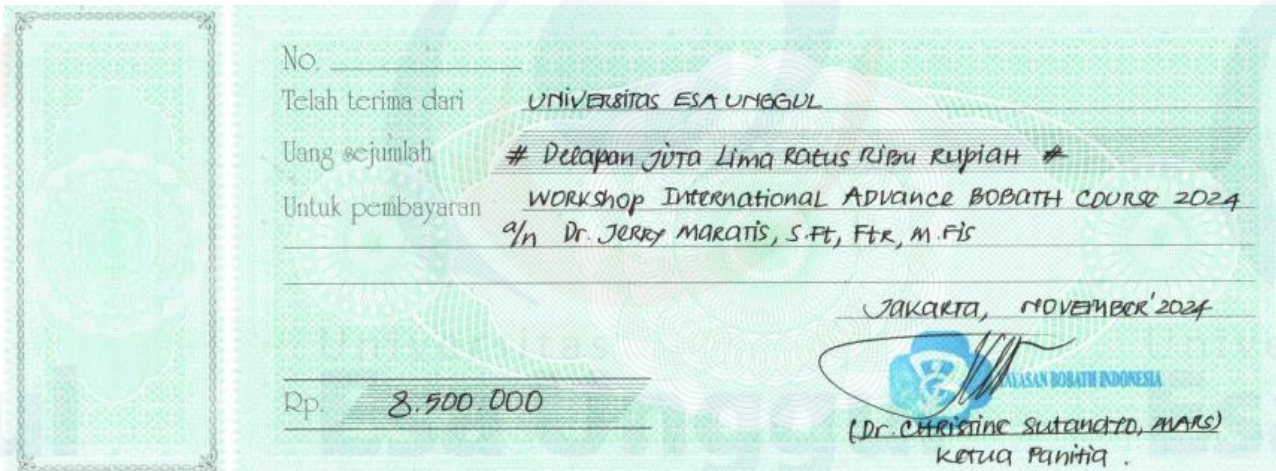 No.
Telah terima dari UNIVERSITAS ESA UNGGUL
Uang sejumlah # Delapan Juta Lima Ratus Ribu Rupiah #
Untuk pembayaran WORKSHOP INTERNATIONAL ADVANCE BOBATH COURSE 2024
a/n Dr. JERRY MARATIS, S.Ft, Ftr, M.Fis
Jakarta, NOVEMBER'2024
YAYASAN BOBATH INDONESIA
Rp. 8.500.000
(Dr. CHRISTINE Sutandto, MARS)
Ketua Panitia.